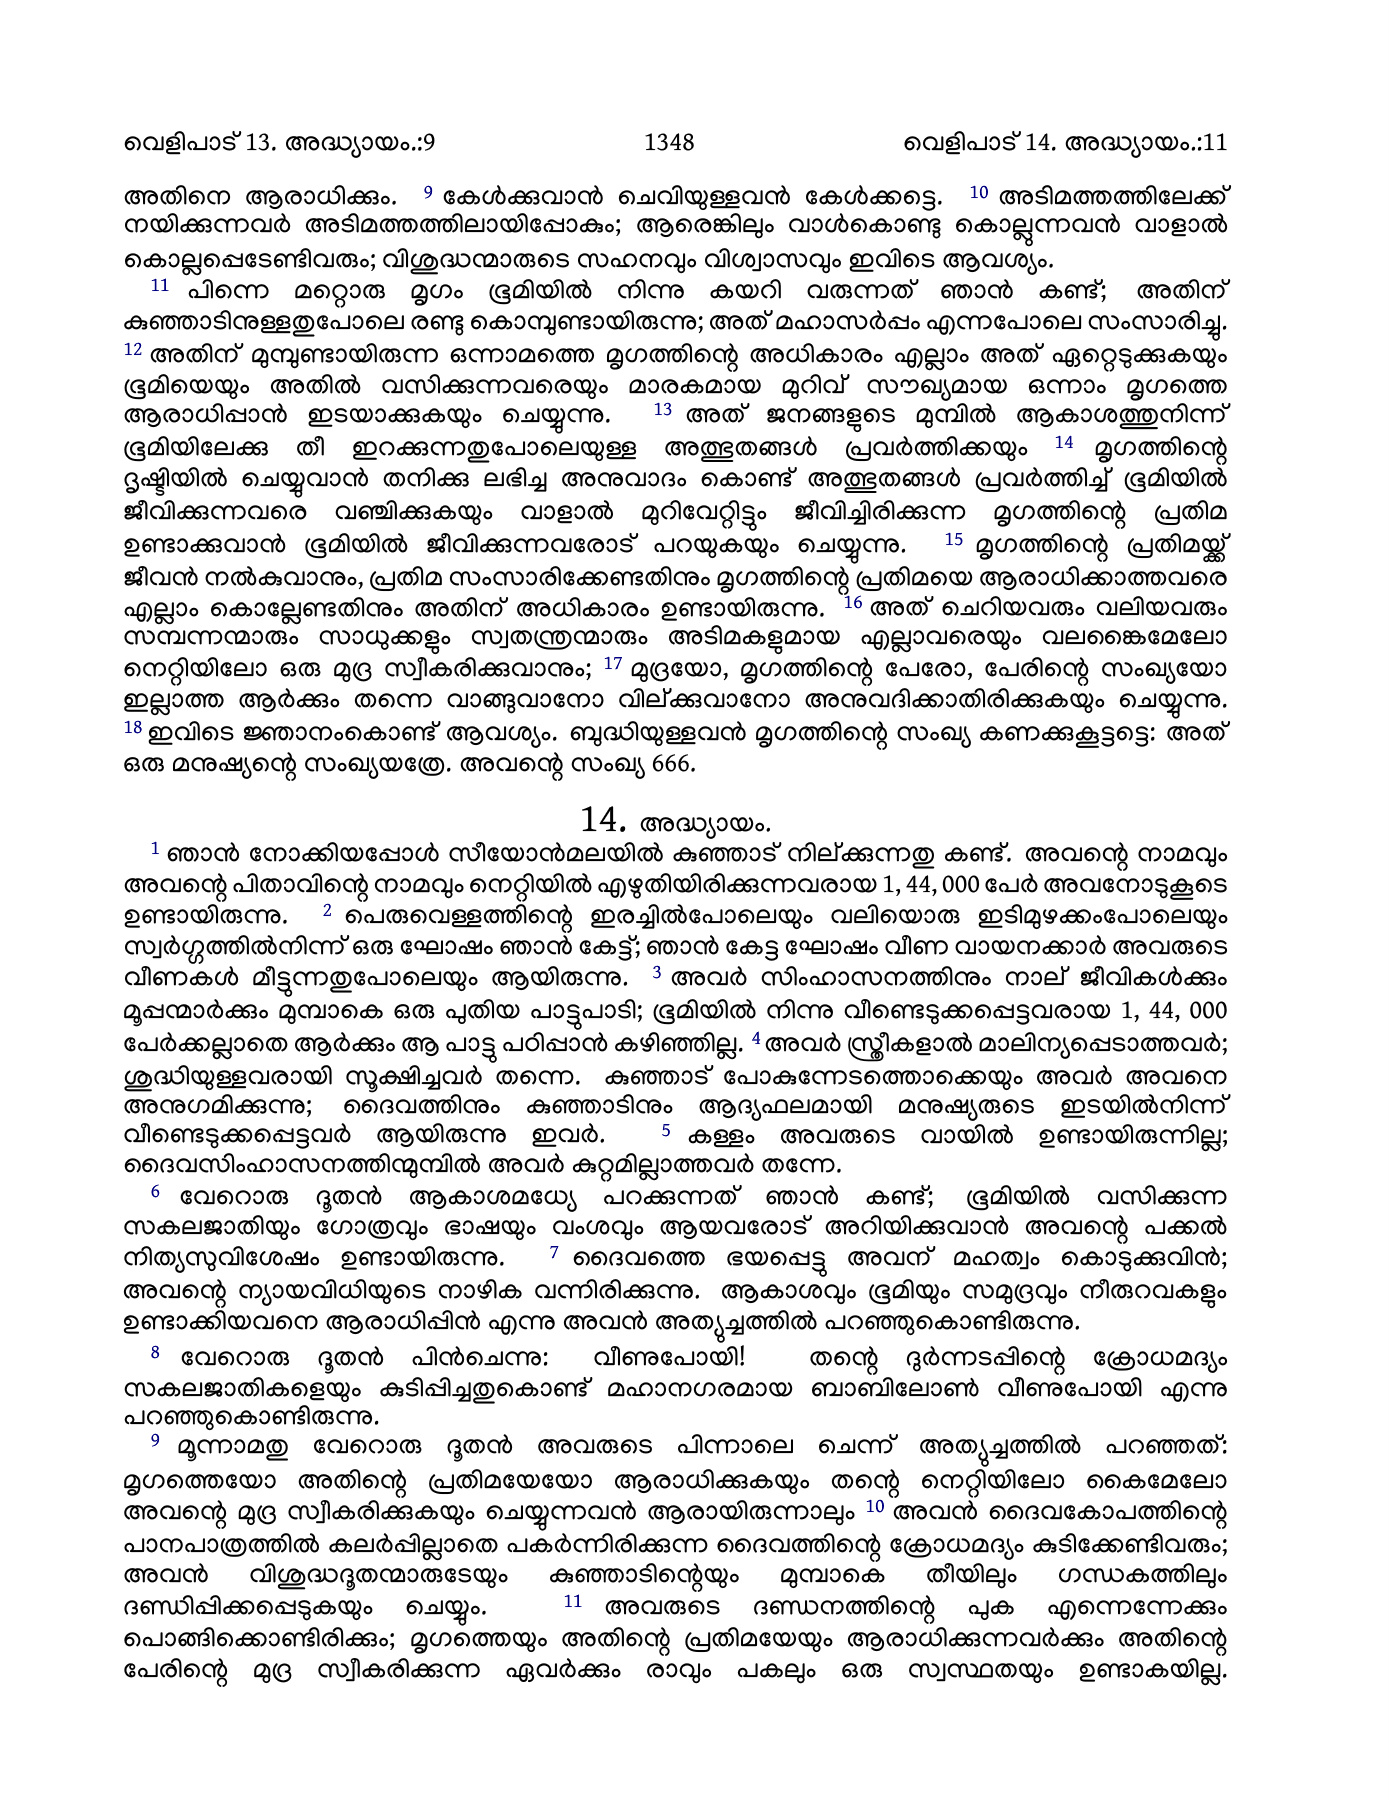 വെളിപാട് 13. അദ്ധ്യായം.:9 1348 വെളിപാട് 14. അദ്ധ്യായം.:11
അതിനെ ആരാധിക്കും. 9 കേൾക്കുവാൻ ചെവിയുള്ളവൻ കേൾക്കട്ടെ. 10 അടിമത്തത്തിലേക്ക്
നയിക്കുന്നവർ അടിമത്തത്തിലായിപ്പോകും; ആരെങ്കിലും വാൾകൊണ്ടു കൊല്ലുന്നവൻ വാളാൽ
കൊല്ലപ്പെടേണ്ടിവരും; വിശുദ്ധന്മാരുടെ സഹനവും വിശ്വാസവും ഇവിടെ ആവശ്യം.
11 പിന്നെ മറ്റൊരു മൃഗം ഭൂമിയിൽ നിന്നു കയറി വരുന്നത് ഞാൻ കണ്ട്; അതിന്
കുഞ്ഞാടിനുള്ളതുപോലെ രണ്ടു കൊമ്പുണ്ടായിരുന്നു; അത് മഹാസർപ്പം എന്നപോലെ സംസാരിച്ചു.
12 അതിന് മുമ്പുണ്ടായിരുന്ന ഒന്നാമത്തെ മൃഗത്തിന്റെ അധികാരം എല്ലാം അത് ഏറ്റെടുക്കുകയും
ഭൂമിയെയും അതിൽ വസിക്കുന്നവരെയും മാരകമായ മുറിവ് സൗഖ്യമായ ഒന്നാം മൃഗത്തെ
ആരാധിപ്പാൻ ഇടയാക്കുകയും ചെയ്യുന്നു. 13 അത് ജനങ്ങളുടെ മുമ്പിൽ ആകാശത്തുനിന്ന്
ഭൂമിയിലേക്കു തീ ഇറക്കുന്നതുപോലെയുള്ള അത്ഭുതങ്ങൾ പ്രവർത്തിക്കയും 14 മൃഗത്തിന്റെ
ദൃഷ്ടിയിൽ ചെയ്യുവാൻ തനിക്കു ലഭിച്ച അനുവാദം കൊണ്ട് അത്ഭുതങ്ങൾ പ്രവർത്തിച്ച് ഭൂമിയിൽ
ജീവിക്കുന്നവരെ വഞ്ചിക്കുകയും വാളാൽ മുറിവേറ്റിട്ടും ജീവിച്ചിരിക്കുന്ന മൃഗത്തിന്റെ പ്രതിമ
ഉണ്ടാക്കുവാൻ ഭൂമിയിൽ ജീവിക്കുന്നവരോട് പറയുകയും ചെയ്യുന്നു. 15 മൃഗത്തിന്റെ പ്രതിമയ്ക്ക്
ജീവൻ നൽകുവാനും, പ്രതിമ സംസാരിക്കേണ്ടതിനും മൃഗത്തിന്റെ പ്രതിമയെ ആരാധിക്കാത്തവരെ
എല്ലാം കൊല്ലേണ്ടതിനും അതിന് അധികാരം ഉണ്ടായിരുന്നു. 16 അത് ചെറിയവരും വലിയവരും
സമ്പന്നന്മാരും സാധുക്കളും സ്വതന്ത്രന്മാരും അടിമകളുമായ എല്ലാവരെയും വലങ്കൈമേലോ
നെറ്റിയിലോ ഒരു മുദ്ര സ്വീകരിക്കുവാനും; 17 മുദ്രയോ, മൃഗത്തിന്റെ പേരോ, പേരിന്റെ സംഖ്യയോ
ഇല്ലാത്ത ആർക്കും തന്നെ വാങ്ങുവാനോ വില്ക്കുവാനോ അനുവദിക്കാതിരിക്കുകയും ചെയ്യുന്നു.
18 ഇവിടെ ജ്ഞാനംകൊണ്ട് ആവശ്യം. ബുദ്ധിയുള്ളവൻ മൃഗത്തിന്റെ സംഖ്യ കണക്കുകൂട്ടട്ടെ: അത്
ഒരു മനുഷ്യന്റെ സംഖ്യയത്രേ. അവന്റെ സംഖ്യ 666.
14. അദ്ധ്യായം.
1 ഞാൻ നോക്കിയപ്പോൾ സീയോൻമലയിൽ കുഞ്ഞാട് നില്ക്കുന്നതു കണ്ട്. അവന്റെ നാമവും
അവന്റെ പിതാവിന്റെ നാമവും നെറ്റിയിൽ എഴുതിയിരിക്കുന്നവരായ 1, 44, 000 പേർ അവനോടുകൂടെ
ഉണ്ടായിരുന്നു. 2 പെരുവെള്ളത്തിന്റെ ഇരച്ചിൽപോലെയും വലിയൊരു ഇടിമുഴക്കംപോലെയും
സ്വർഗ്ഗത്തിൽനിന്ന് ഒരു ഘോഷം ഞാൻ കേട്ട്; ഞാൻ കേട്ട ഘോഷം വീണ വായനക്കാർ അവരുടെ
വീണകൾ മീട്ടുന്നതുപോലെയും ആയിരുന്നു. 3 അവർ സിംഹാസനത്തിനും നാല് ജീവികൾക്കും
മൂപ്പന്മാർക്കും മുമ്പാകെ ഒരു പുതിയ പാട്ടുപാടി; ഭൂമിയിൽ നിന്നു വീണ്ടെടുക്കപ്പെട്ടവരായ 1, 44, 000
പേർക്കല്ലാതെ ആർക്കും ആ പാട്ടു പഠിപ്പാൻ കഴിഞ്ഞില്ല. 4 അവർ സ്ത്രീകളാൽ മാലിന്യപ്പെടാത്തവർ;
ശുദ്ധിയുള്ളവരായി സൂക്ഷിച്ചവർ തന്നെ. കുഞ്ഞാട് പോകുന്നേടത്തൊക്കെയും അവർ അവനെ
അനുഗമിക്കുന്നു; ദൈവത്തിനും കുഞ്ഞാടിനും ആദ്യഫലമായി മനുഷ്യരുടെ ഇടയിൽനിന്ന്
വീണ്ടെടുക്കപ്പെട്ടവർ ആയിരുന്നു ഇവർ. 5 കള്ളം അവരുടെ വായിൽ ഉണ്ടായിരുന്നില്ല;
ദൈവസിംഹാസനത്തിന്മുമ്പിൽ അവർ കുറ്റമില്ലാത്തവർ തന്നേ.
6 വേറൊരു ദൂതൻ ആകാശമധ്യേ പറക്കുന്നത് ഞാൻ കണ്ട്; ഭൂമിയിൽ വസിക്കുന്ന
സകലജാതിയും ഗോത്രവും ഭാഷയും വംശവും ആയവരോട് അറിയിക്കുവാൻ അവന്റെ പക്കൽ
നിത്യസുവിശേഷം ഉണ്ടായിരുന്നു. 7 ദൈവത്തെ ഭയപ്പെട്ടു അവന് മഹത്വം കൊടുക്കുവിൻ;
അവന്റെ ന്യായവിധിയുടെ നാഴിക വന്നിരിക്കുന്നു. ആകാശവും ഭൂമിയും സമുദ്രവും നീരുറവകളും
ഉണ്ടാക്കിയവനെ ആരാധിപ്പിൻ എന്നു അവൻ അത്യുച്ചത്തിൽ പറഞ്ഞുകൊണ്ടിരുന്നു.
8 വേറൊരു ദൂതൻ പിൻചെന്നു: വീണുപോയി! തന്റെ ദുർന്നടപ്പിന്റെ ക്രോധമദ്യം
സകലജാതികളെയും കുടിപ്പിച്ചതുകൊണ്ട് മഹാനഗരമായ ബാബിലോൺ വീണുപോയി എന്നു
പറഞ്ഞുകൊണ്ടിരുന്നു.
9 മൂന്നാമതു വേറൊരു ദൂതൻ അവരുടെ പിന്നാലെ ചെന്ന് അത്യുച്ചത്തിൽ പറഞ്ഞത്:
മൃഗത്തെയോ അതിന്റെ പ്രതിമയേയോ ആരാധിക്കുകയും തന്റെ നെറ്റിയിലോ കൈമേലോ
അവന്റെ മുദ്ര സ്വീകരിക്കുകയും ചെയ്യുന്നവൻ ആരായിരുന്നാലും 10 അവൻ ദൈവകോപത്തിന്റെ
പാനപാത്രത്തിൽ കലർപ്പില്ലാതെ പകർന്നിരിക്കുന്ന ദൈവത്തിന്റെ ക്രോധമദ്യം കുടിക്കേണ്ടിവരും;
അവൻ വിശുദ്ധദൂതന്മാരുടേയും കുഞ്ഞാടിന്റെയും മുമ്പാകെ തീയിലും ഗന്ധകത്തിലും
ദണ്ഡിപ്പിക്കപ്പെടുകയും ചെയ്യും. 11 അവരുടെ ദണ്ഡനത്തിന്റെ പുക എന്നെന്നേക്കും
പൊങ്ങിക്കൊണ്ടിരിക്കും; മൃഗത്തെയും അതിന്റെ പ്രതിമയേയും ആരാധിക്കുന്നവർക്കും അതിന്റെ
പേരിന്റെ മുദ്ര സ്വീകരിക്കുന്ന ഏവർക്കും രാവും പകലും ഒരു സ്വസ്ഥതയും ഉണ്ടാകയില്ല.